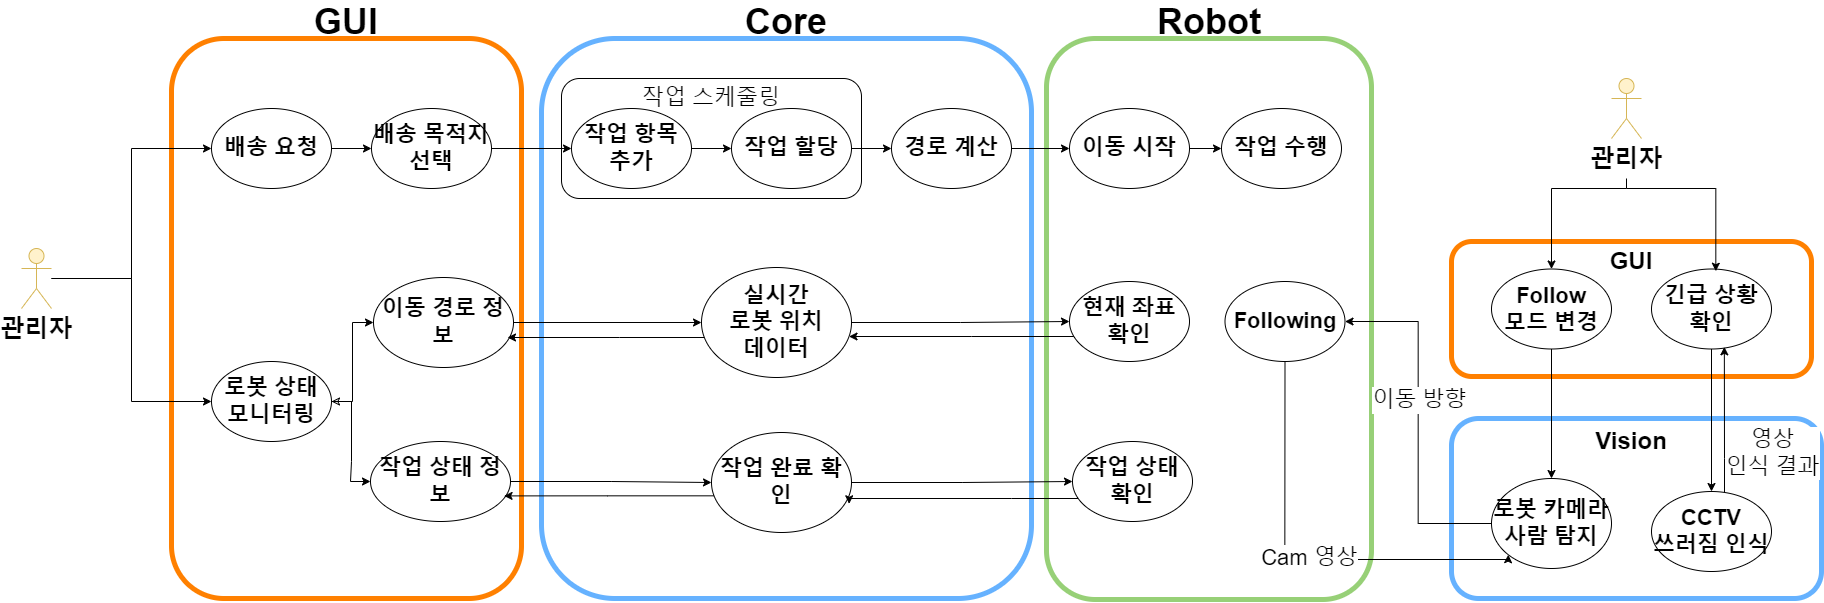 GUI
Core
Robot
작업 스케줄링
배송 요청
배송 목적지
선택
작업 항목
추가
작업 할당
경로 계산
이동 시작
작업 수행
관리자
관리자
이동 경로 정
보
실시간
로봇 위치
데이터
현재 좌표
확인
Following
GUI
Follow
모드 변경
긴급 상황
확인
로봇 상태
모니터링
이동 방향
작업 상태 정
보
작업 완료 확
인
작업 상태
확인
Vision
영상
인식 결과
로봇 카메라
사람 탐지
CCTV
쓰러짐 인식
Cam 영상